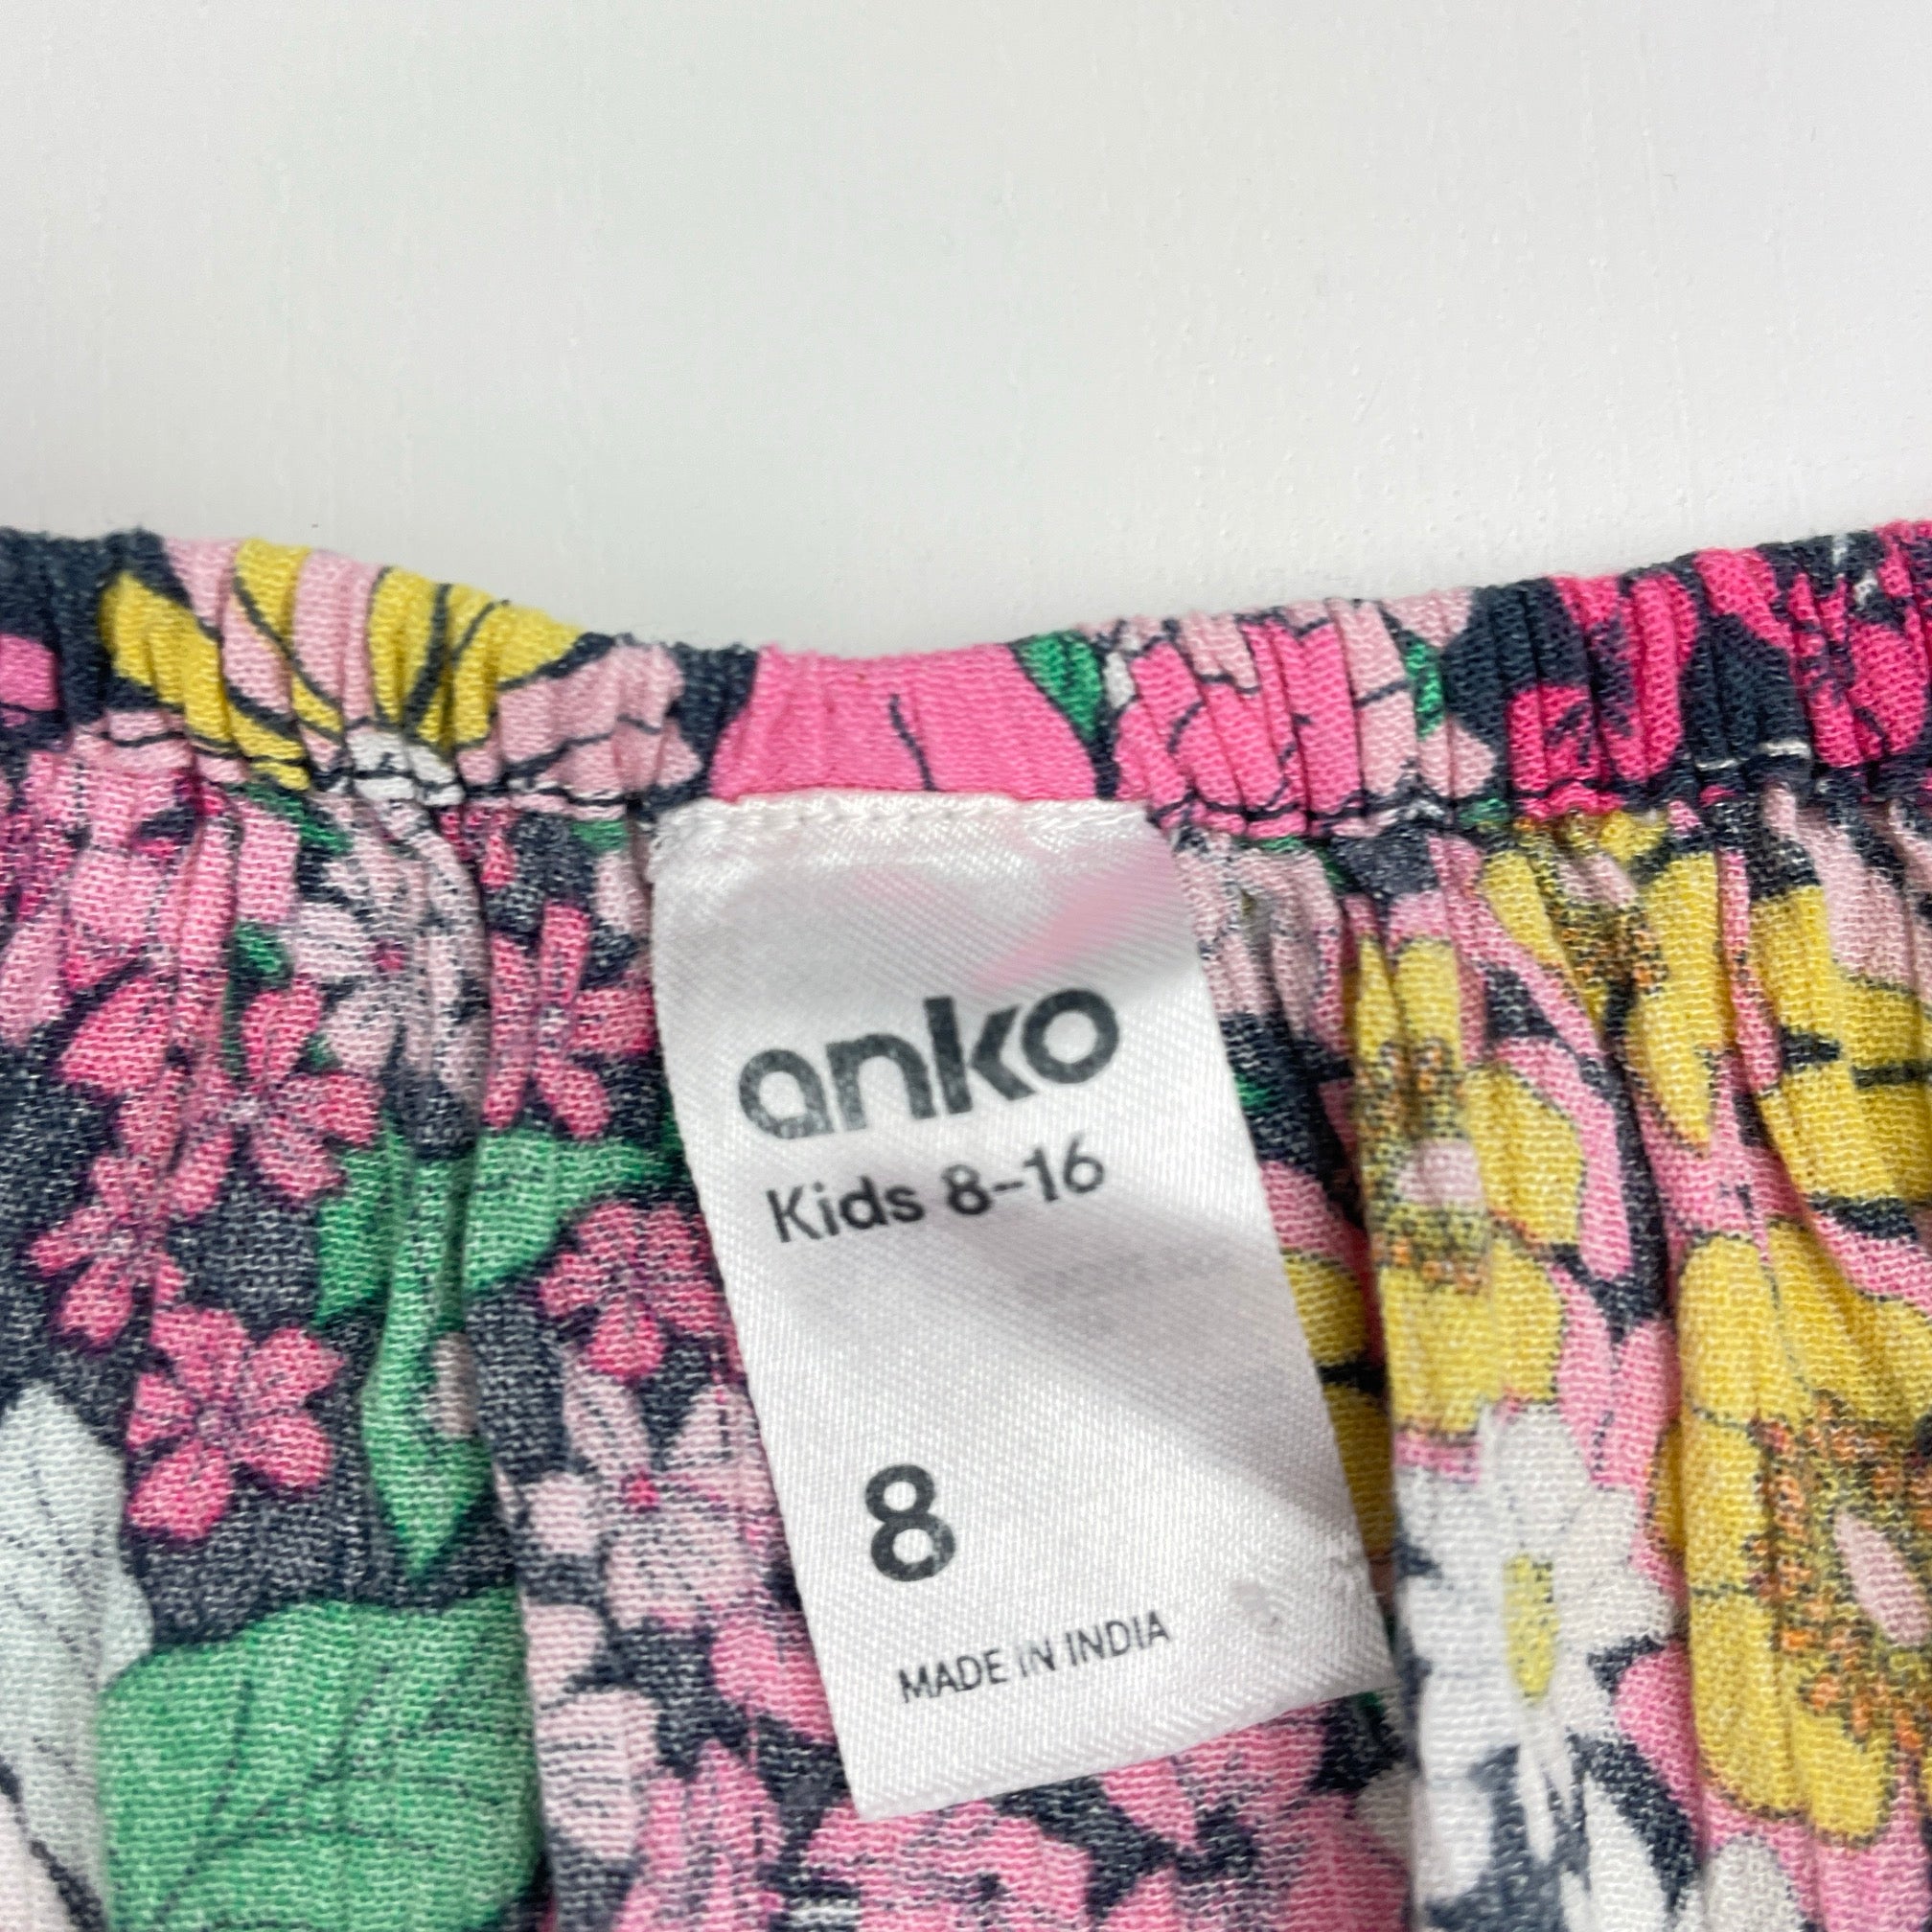 anko
Kids 8-16
8
MADE IN INDIA